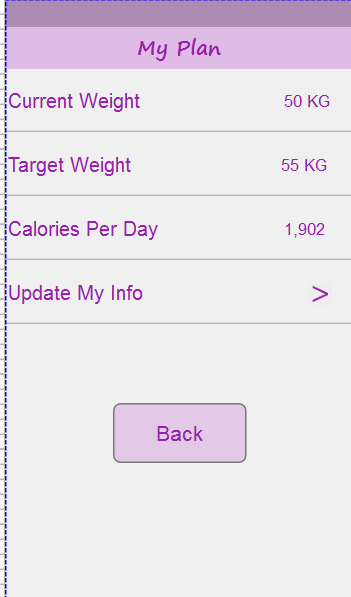 My Plan
Current Weight 50 KG
Target Weight 55 KG
Calories Per Day 1,902
Update My Info >
Back